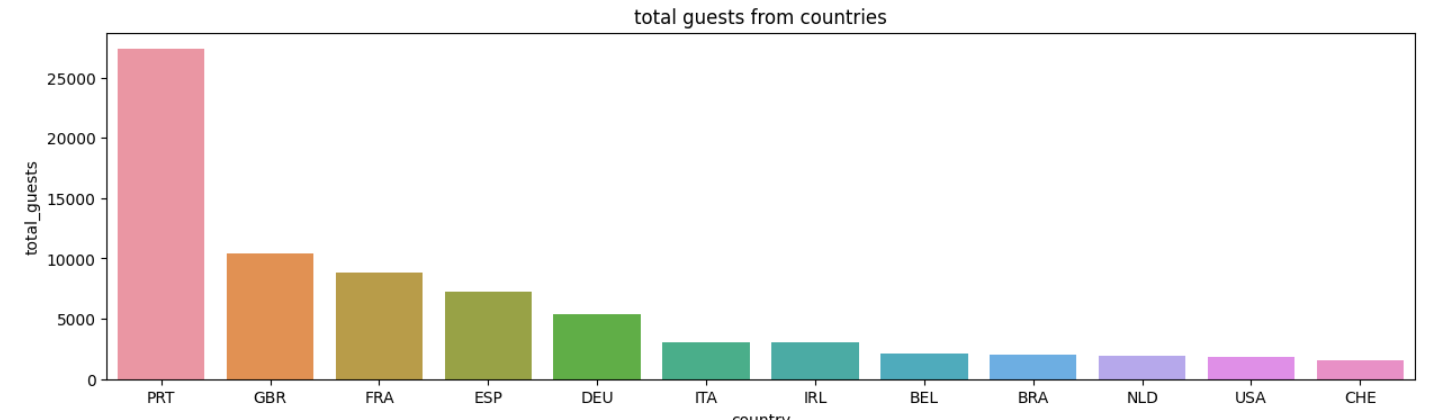 total guests from countries
total_guests
25000
20000
15000
10000
5000
0
PRT GBR FRA ESP DEU ITA IRL BEL BRA NLD USA CHE
country